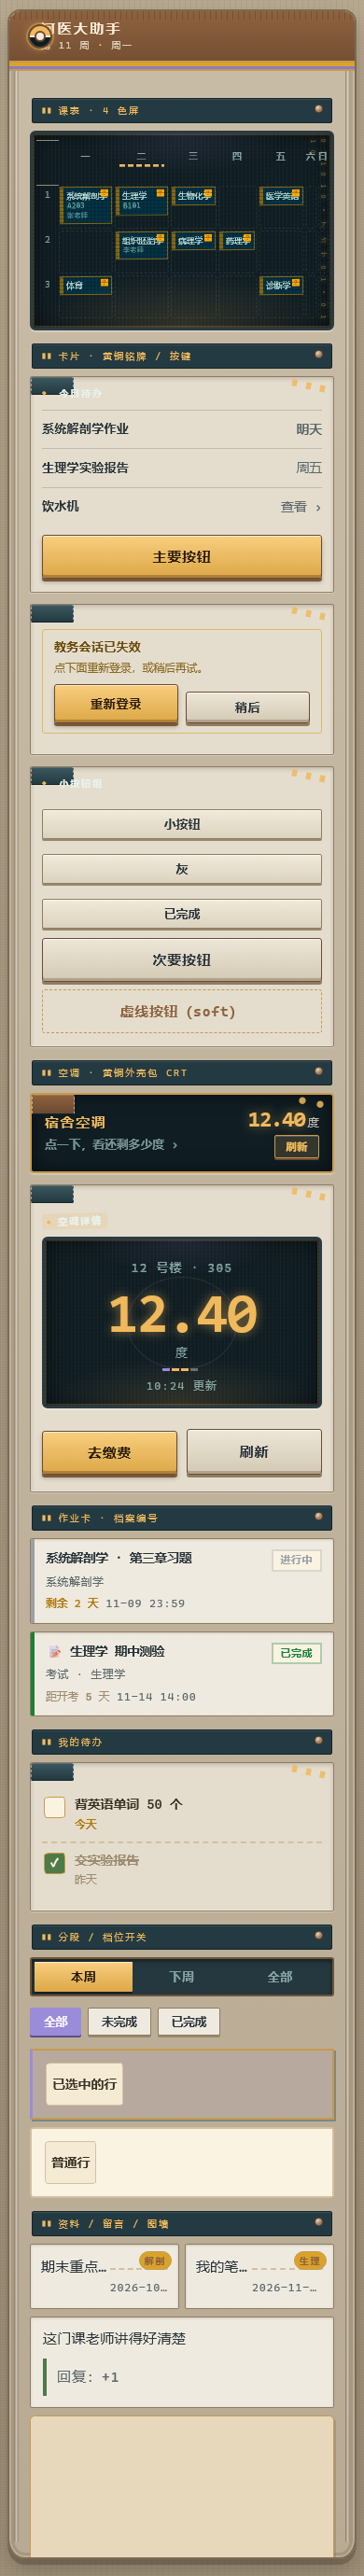 医大助手
11 周 · 周一
课表 · 4 色屏
一 二 三 四 五 六 日
1
系统解剖学
A203
生理学
B101
生物化学
医学英语
2
组织胚胎学
病理学
药理学
3
体育
诊断学
卡片 · 黄铜铭牌 / 按键
今日待办
系统解剖学作业 明天
生理学实验报告 周五
饮水机 查看 ›
主要按钮
教务会话已失效
点下面重新登录，或稍后再试。
重新登录 稍后
小按钮
灰
已完成
次要按钮
虚线按钮 (soft)
空调 · 黄铜外壳包 CRT
宿舍空调
12.40度
点一下，看还剩多少度 ›
刷新
空调详情
12 号楼 · 305
12.40
度
10:24 更新
去缴费 刷新
作业卡 · 档案编号
系统解剖学 · 第三章习题 进行中
系统解剖学
剩余 2 天 11-09 23:59
生理学 期中测验 已完成
考试 · 生理学
距开考 5 天 11-14 14:00
我的待办
背英语单词 50 个
今天
交实验报告
昨天
分段 / 档位开关
本周 下周 全部
全部 未完成 已完成
已选中的行
普通行
资料 / 留言 / 图墙
期末重点… 解剖
2026-10…
我的笔… 生理
2026-11-…
这门课老师讲得好清楚
回复: +1